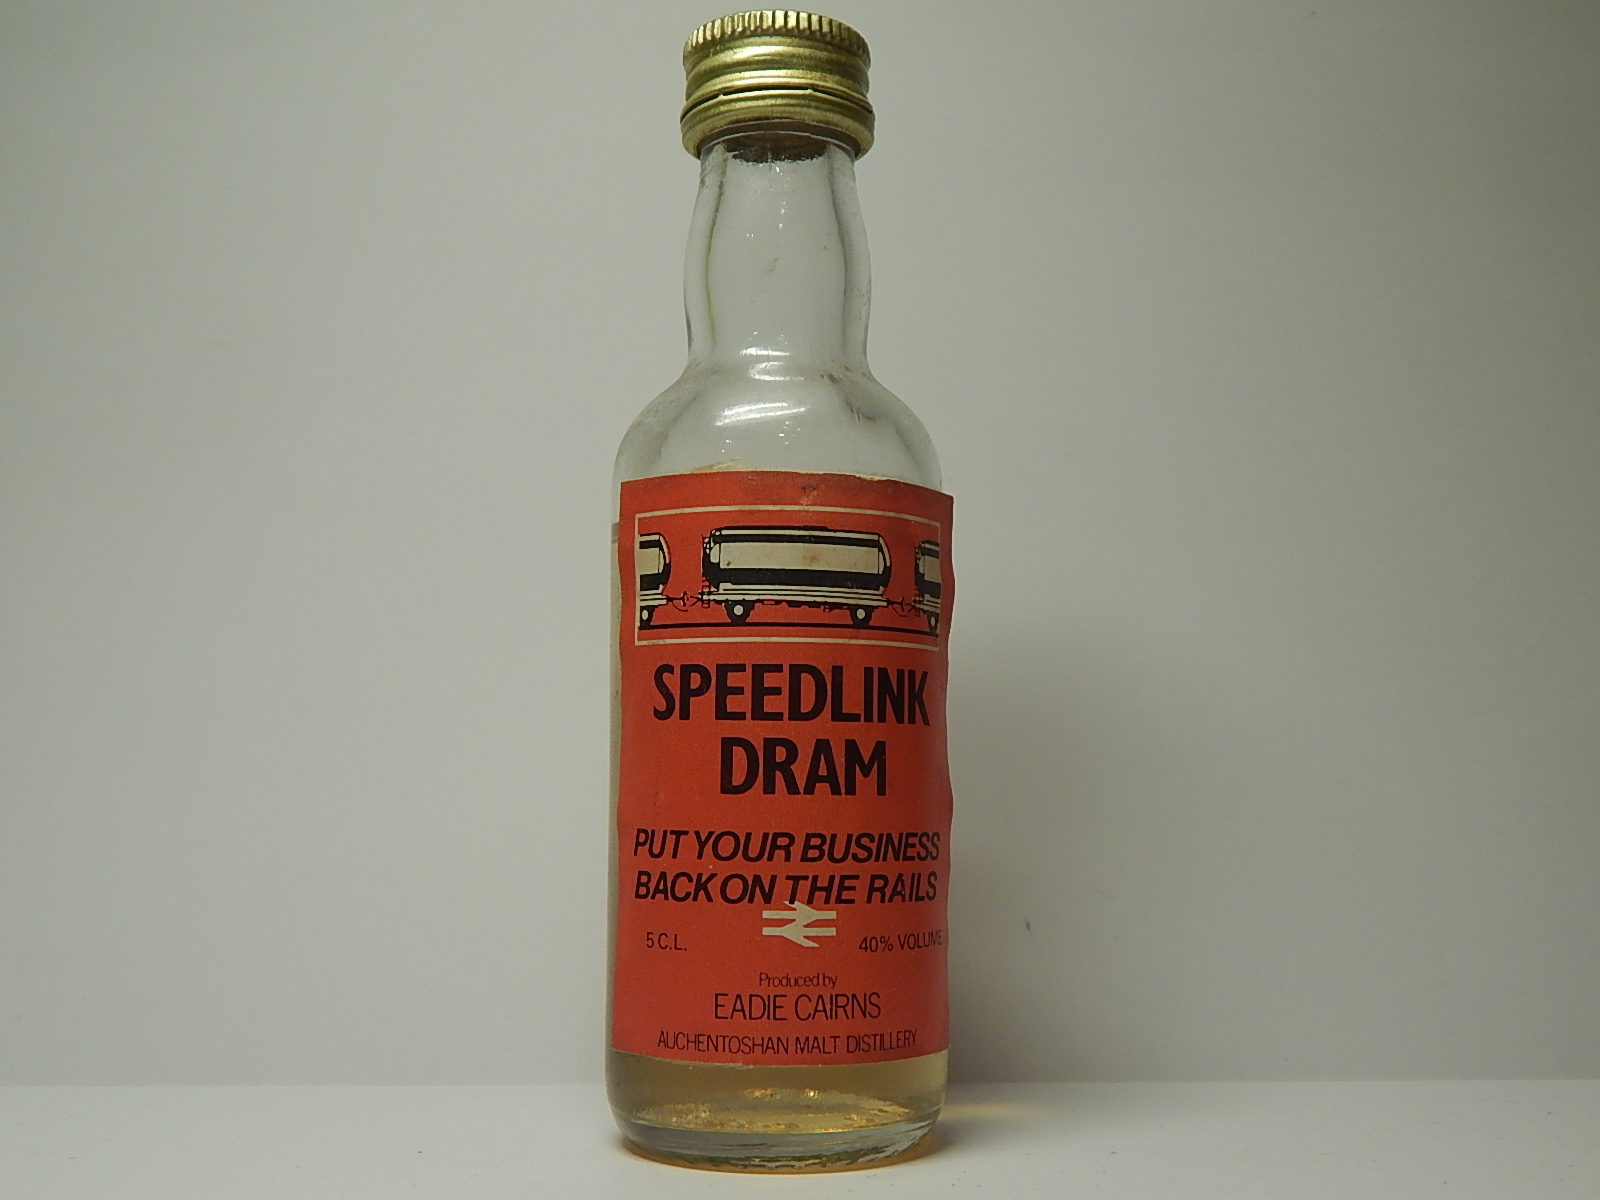 SPEEDLINK
DRAM
PUT YOUR BUSINESS
BACK ON THE RAILS
5 C.L. 40% VOLUME
Produced by
EADIE CAIRNS
AUCHENTOSHAN MALT DISTILLERY